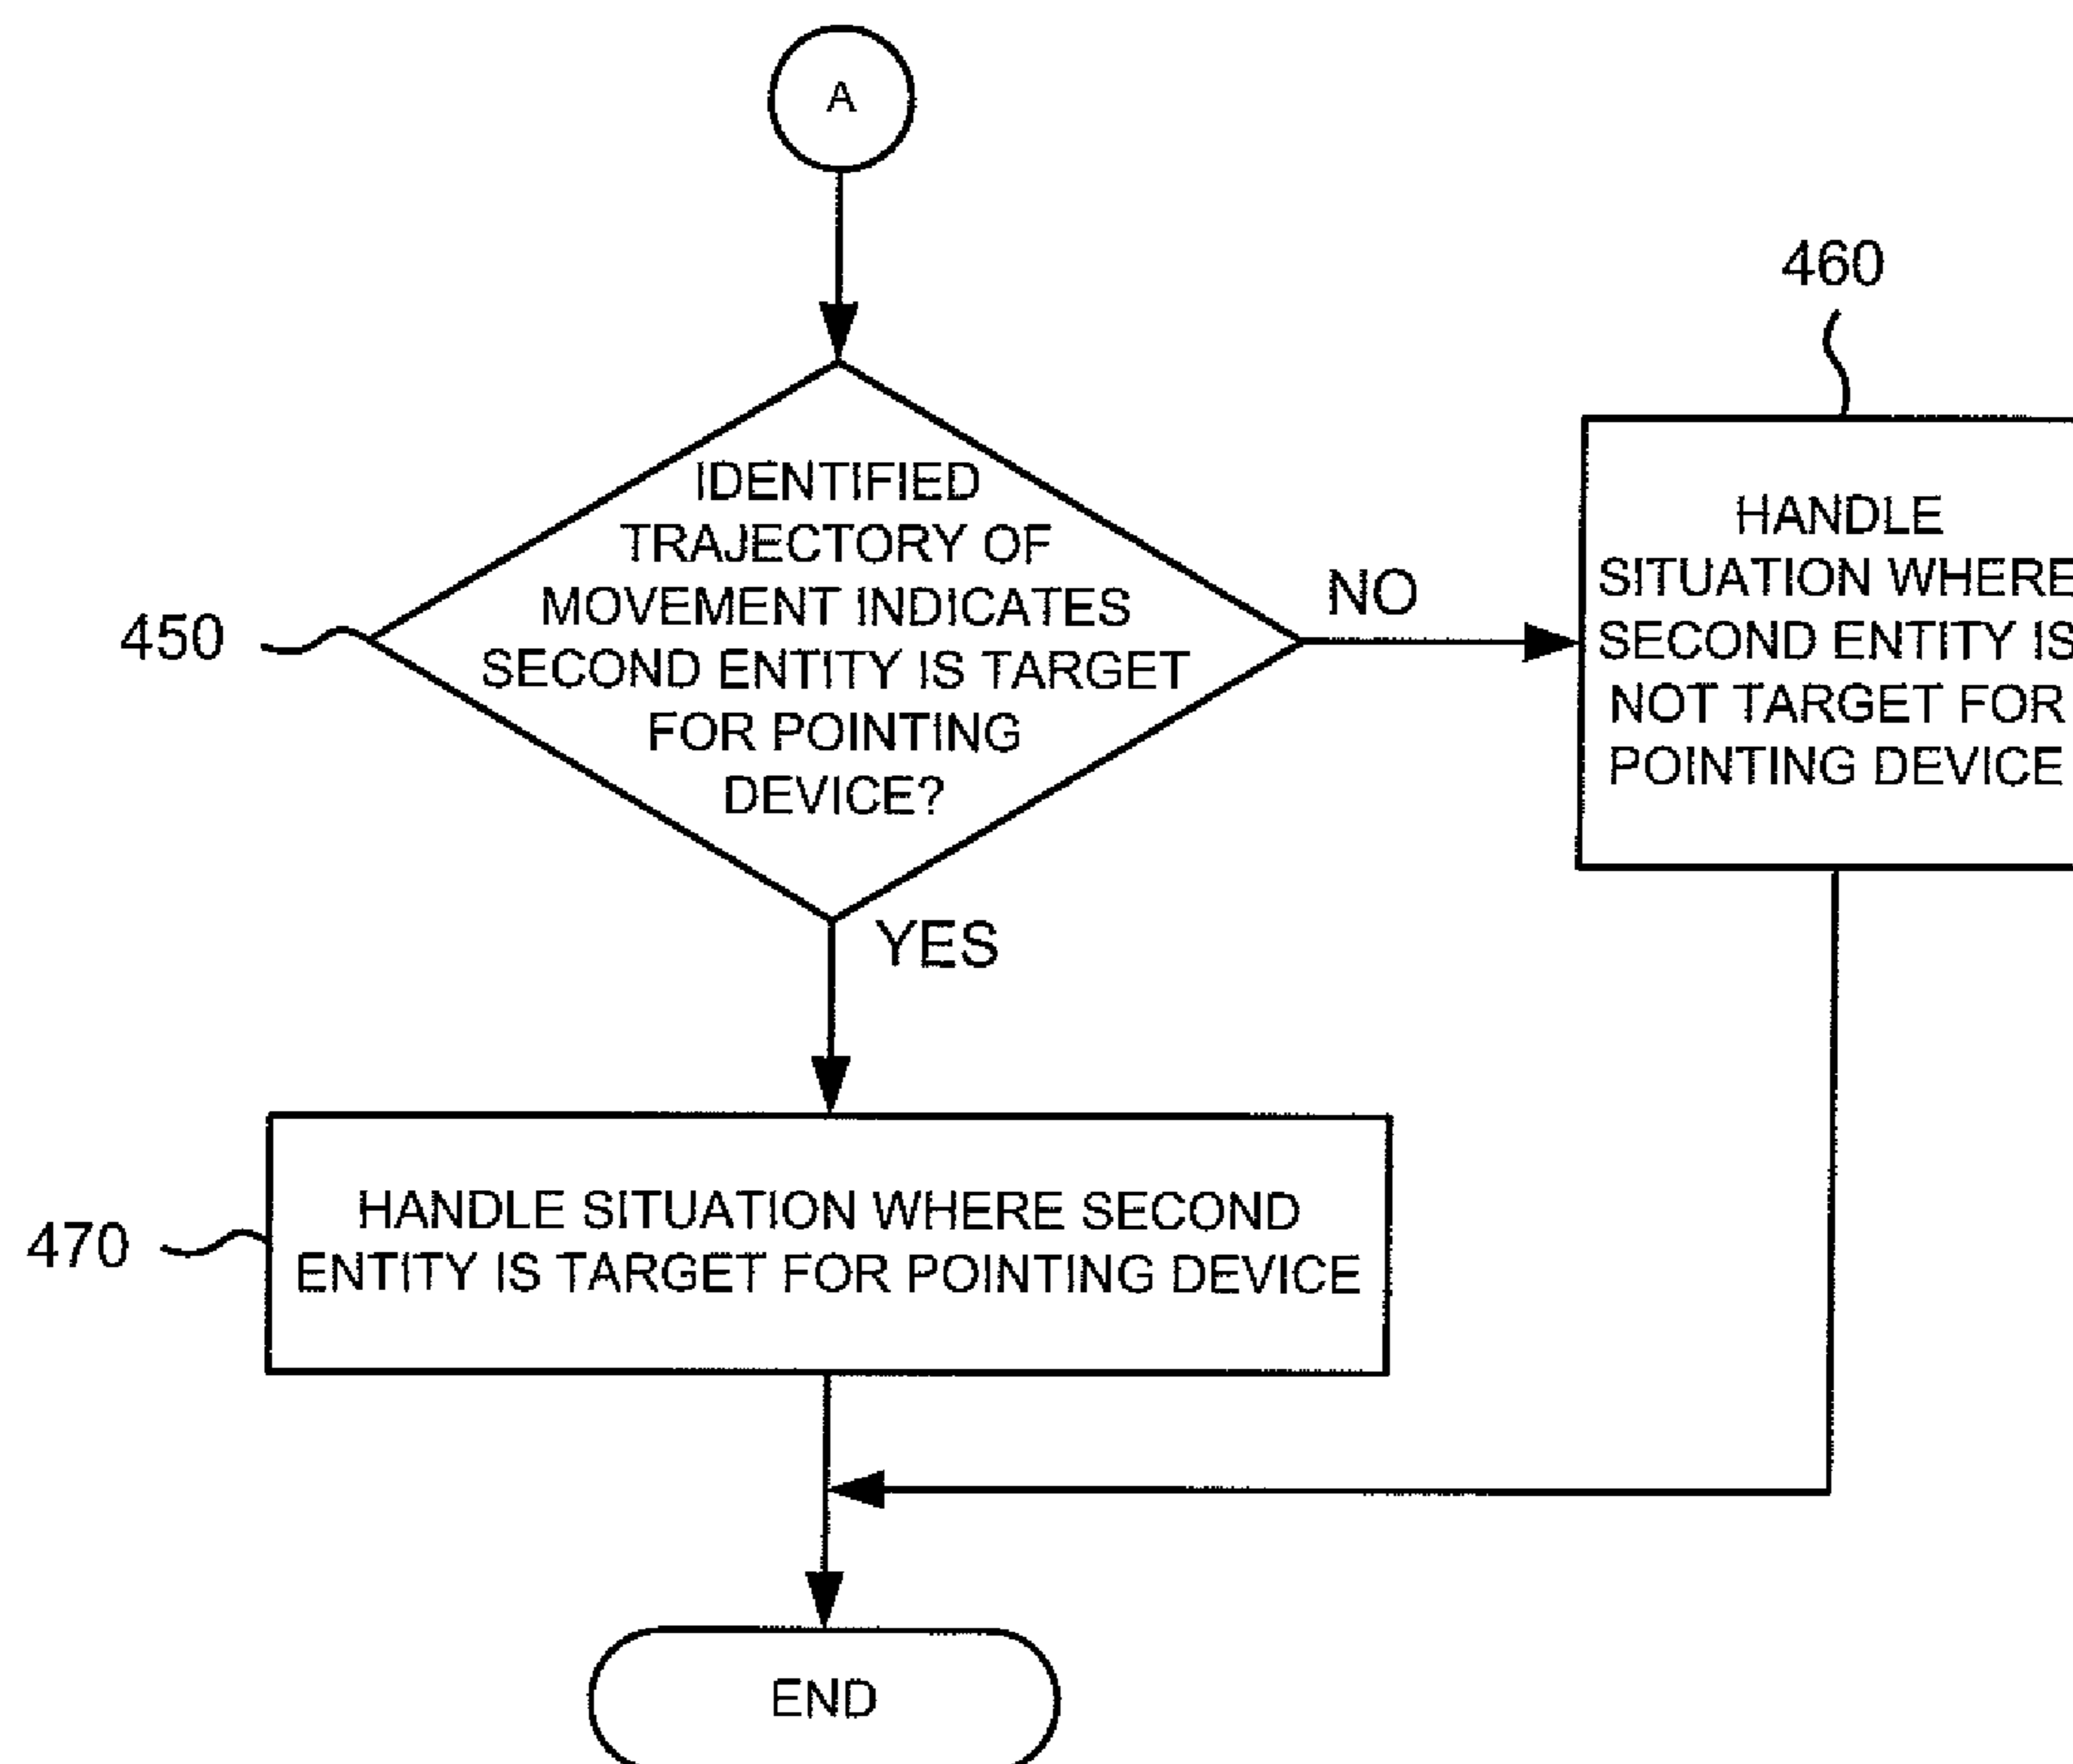 A
460
IDENTIFIED
TRAJECTORY OF
MOVEMENT INDICATES
SECOND ENTITY IS TARGET
FOR POINTING
DEVICE?
450
NO
HANDLE
SITUATION WHERE
SECOND ENTITY IS
NOT TARGET FOR
POINTING DEVICE
YES
HANDLE SITUATION WHERE SECOND
ENTITY IS TARGET FOR POINTING DEVICE
470
END